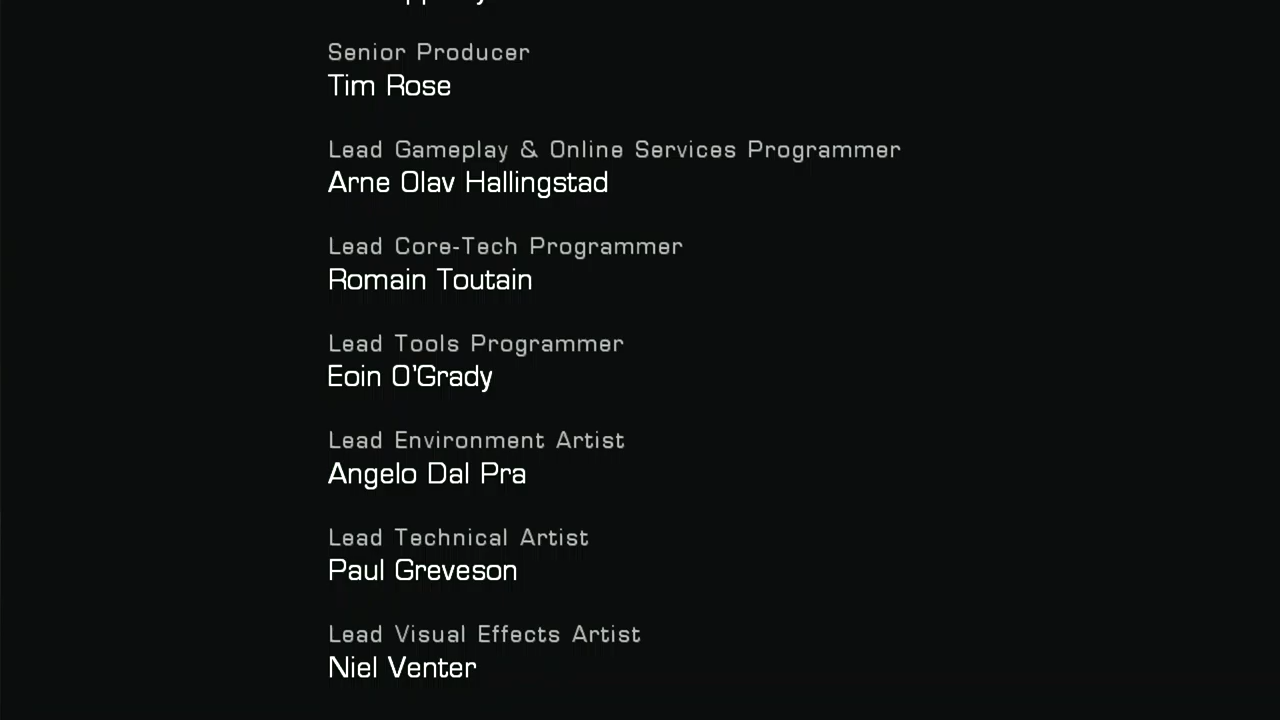 Senior Producer
Tim Rose
Lead Gameplay & Online Services Programmer
Arne Olav Hallingstad
Lead Core-Tech Programmer
Romain Toutain
Lead Tools Programmer
Eoin O'Grady
Lead Environment Artist
Angelo Dal Pra
Lead Technical Artist
Paul Greveson
Lead Visual Effects Artist
Niel Venter